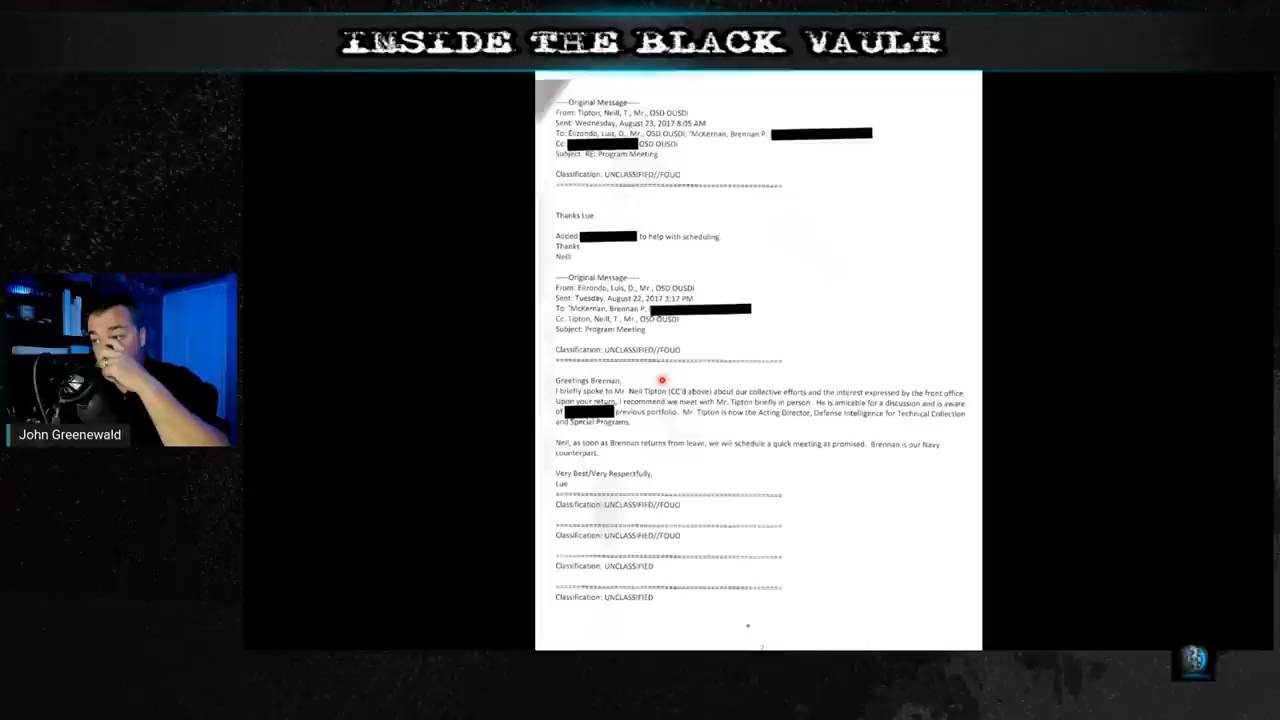 INSIDE THE BLACK VAULT
-----Original Message-----
From: Tipton, Neill, T., Mr., OSD OUSDI
Sent: Wednesday, August 23, 2017 8:05 AM
To: Elizondo, Luis, D., Mr., OSD OUSDI; 'McKernan, Brennan P.
Cc: OSD OUSDI
Subject: RE: Program Meeting
Classification: UNCLASSIFIED//FOUO
Thanks Lue.
Added to help with scheduling.
Thanks
Neill
-----Original Message-----
From: Elizondo, Luis, D., Mr., OSD OUSDI
Sent: Tuesday, August 22, 2017 3:17 PM
To: 'McKernan, Brennan P.
Cc: Tipton, Neill, T., Mr., OSD OUSDI
Subject: Program Meeting
Classification: UNCLASSIFIED//FOUO
Greetings Brennan,
I briefly spoke to Mr. Neil Tipton (CC'd above) about our collective efforts and the interest expressed by the front office.
Upon your return, I recommend we meet with Mr. Tipton briefly in person. He is amicable for a discussion and is aware
of previous portfolio. Mr. Tipton is now the Acting Director, Defense Intelligence for Technical Collection
and Special Programs.
Neil, as soon as Brennan returns from leave, we will schedule a quick meeting as promised. Brennan is our Navy
counterpart.
Very Best/Very Respectfully,
Lue
Classification: UNCLASSIFIED//FOUO
Classification: UNCLASSIFIED//FOUO
Classification: UNCLASSIFIED
Classification: UNCLASSIFIED
2
John Greenewald